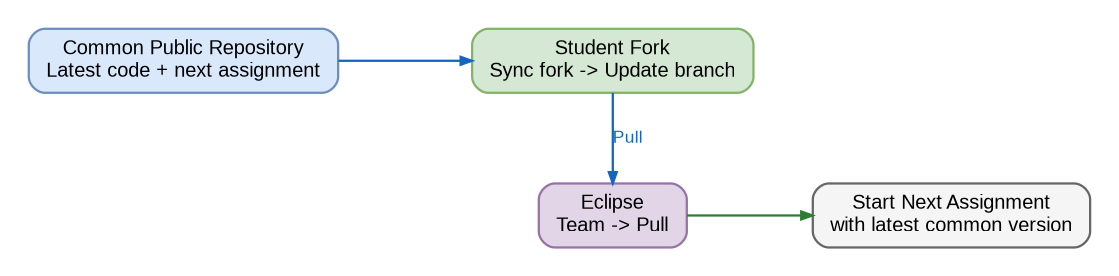 Common Public Repository
Latest code + next assignment
Student Fork
Sync fork -> Update branch
Pull
Eclipse
Team -> Pull
Start Next Assignment
with latest common version